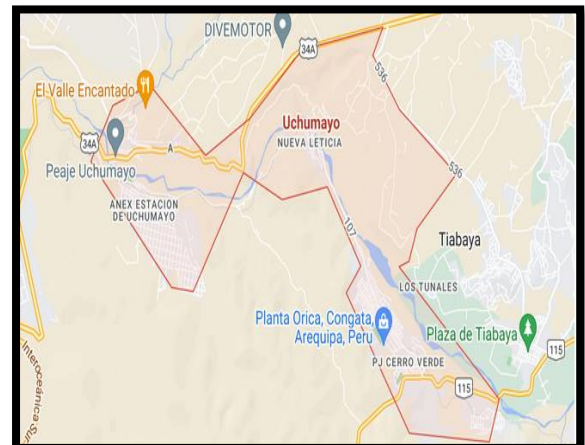 DIVEMOTOR
34A
536
El Valle Encantado
Uchumayo
NUEVA LETICIA
34A
A
Peaje Uchumayo
536
ANEX ESTACION
DE UCHUMAYO
107
Tiabaya
LOS TUNALES
Planta Orica, Congata,
Arequipa, Peru
Plaza de Tiabaya
115
PJ CERRO VERDE
115
Interoceánica Sur